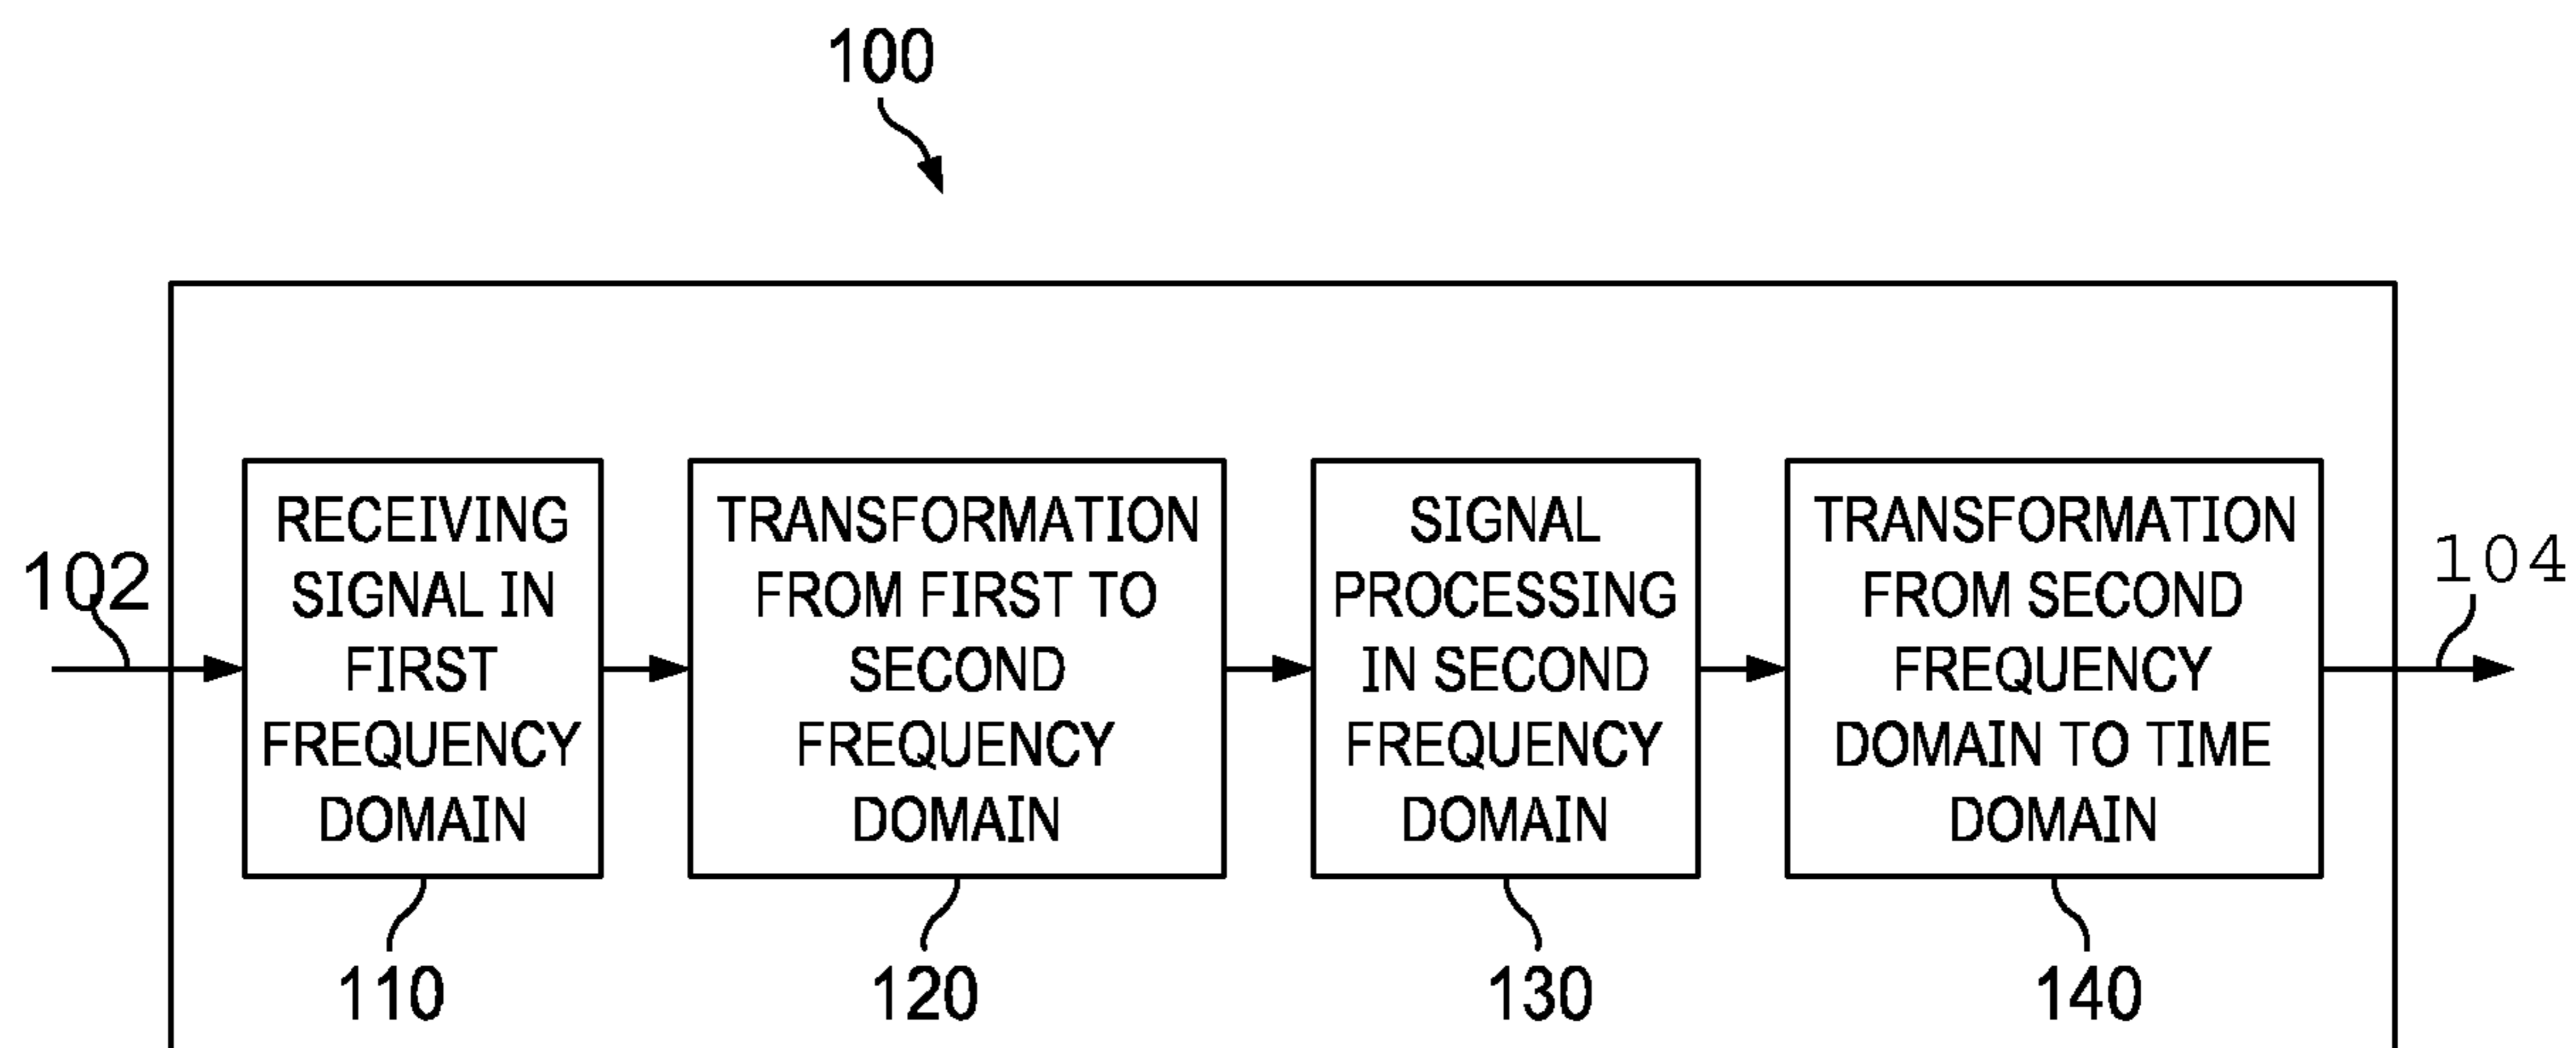 100
102
RECEIVING
SIGNAL IN
FIRST
FREQUENCY
DOMAIN
TRANSFORMATION
FROM FIRST TO
SECOND
FREQUENCY
DOMAIN
SIGNAL
PROCESSING
IN SECOND
FREQUENCY
DOMAIN
TRANSFORMATION
FROM SECOND
FREQUENCY
DOMAIN TO TIME
DOMAIN
104
110
120
130
140